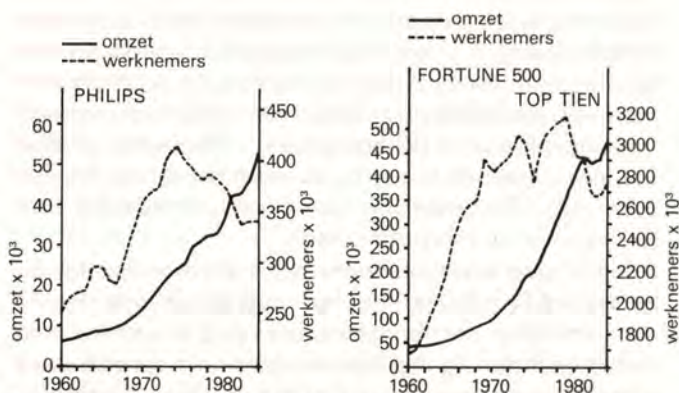 omzet
werknemers
PHILIPS
omzet x 10³
60
50
40
30
20
10
0
werknemers x 10³
450
400
350
300
250
1960 1970 1980
omzet
werknemers
FORTUNE 500
TOP TIEN
omzet x 10³
500
450
400
350
300
250
200
150
100
50
0
werknemers x 10³
3200
3000
2800
2600
2400
2200
2000
1800
1960 1970 1980